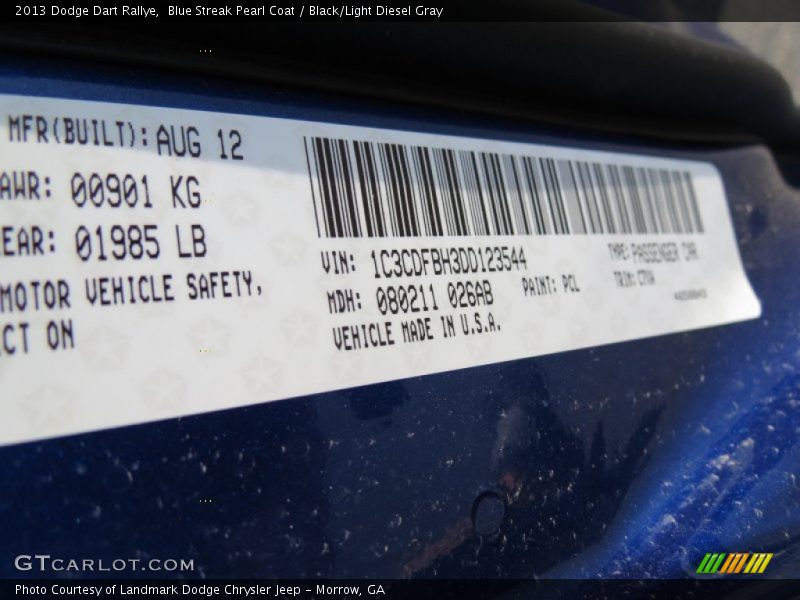 2013 Dodge Dart Rallye,  Blue Streak Pearl Coat / Black/Light Diesel Gray
MFR(BUILT): AUG 12
AWR: 00901 KG
EAR: 01985 LB
MOTOR VEHICLE SAFETY,
CT ON
VIN: 1C3CDFBH3DD123544
TYPE: PASSENGER CAR
MDH: 080211 026AB
PAINT: PCL
TRIM:
VEHICLE MADE IN U.S.A.
GTCARLOT.COM
Photo Courtesy of Landmark Dodge Chrysler Jeep – Morrow, GA